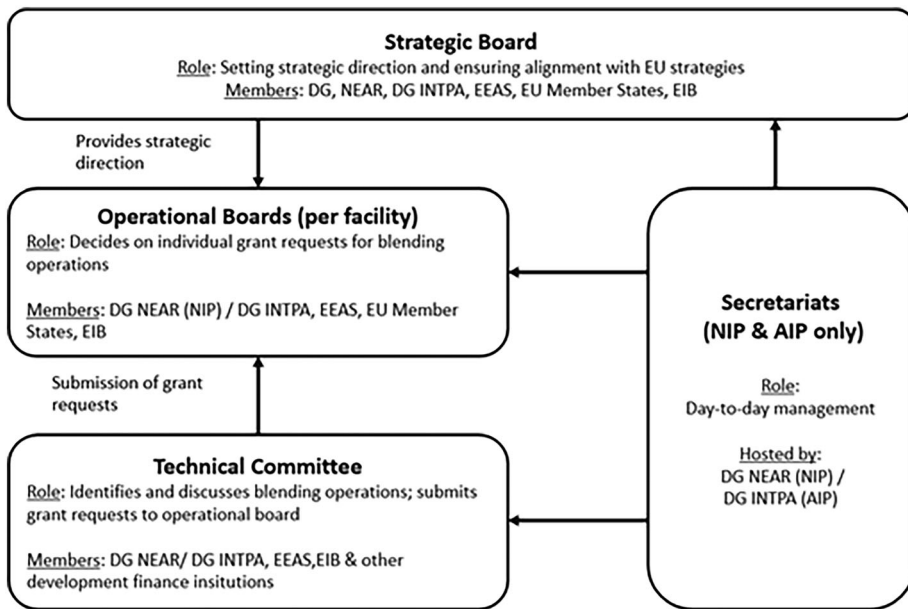 Strategic Board
Role: Setting strategic direction and ensuring alignment with EU strategies
Members: DG, NEAR, DG INTPA, EEAS, EU Member States, EIB
Provides strategic
direction
Operational Boards (per facility)
Role: Decides on individual grant requests for blending
operations
Members: DG NEAR (NIP) / DG INTPA, EEAS, EU Member
States, EIB
Submission of grant
requests
Technical Committee
Role: Identifies and discusses blending operations; submits
grant requests to operational board
Members: DG NEAR/ DG INTPA, EEAS,EIB & other
development finance insitutions
Secretariats
(NIP & AIP only)
Role:
Day-to-day management
Hosted by:
DG NEAR (NIP) /
DG INTPA (AIP)